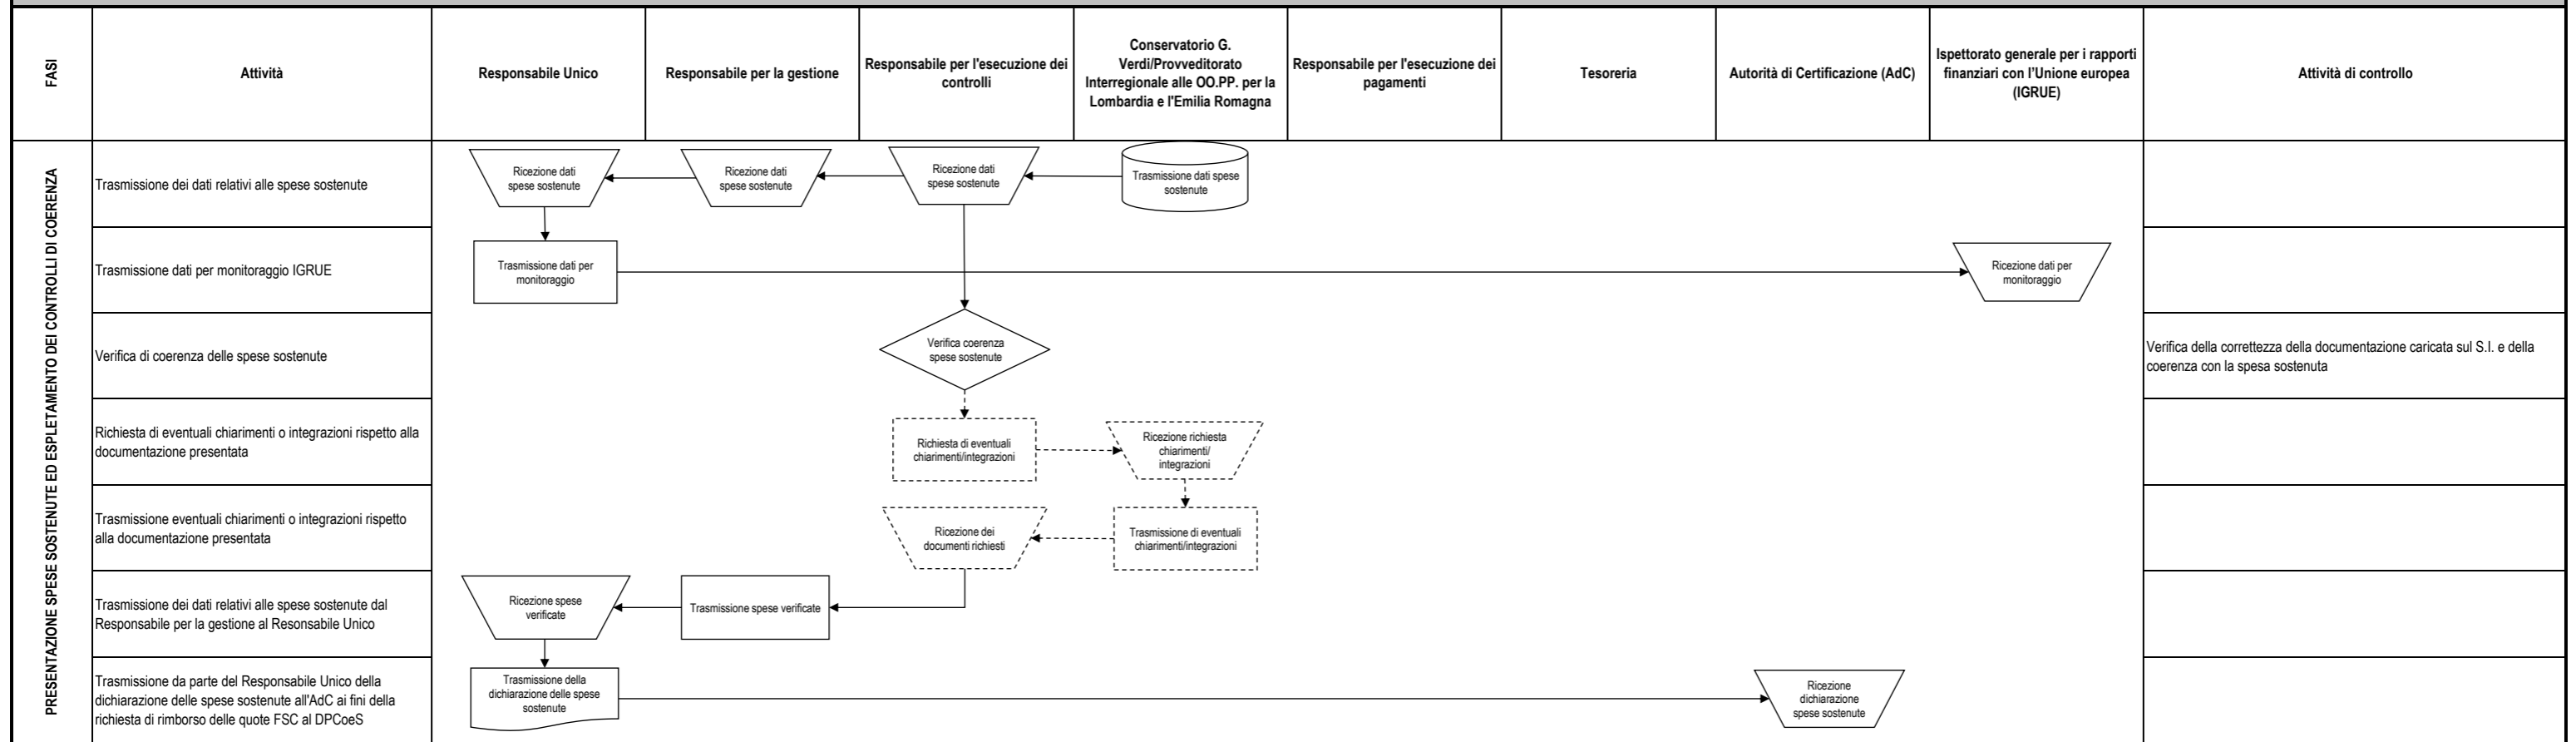 FASI
Attività
Responsabile Unico
Responsabile per la gestione
Responsabile per l'esecuzione dei
controlli
Conservatorio G.
Verdi/Provveditorato
Interregionale alle OO.PP. per la
Lombardia e l'Emilia Romagna
Responsabile per l'esecuzione dei
pagamenti
Tesoreria
Autorità di Certificazione (AdC)
Ispettorato generale per i rapporti
finanziari con l'Unione europea
(IGRUE)
Attività di controllo
PRESENTAZIONE SPESE SOSTENUTE ED ESPLETAMENTO DEI CONTROLLI DI COERENZA
Trasmissione dei dati relativi alle spese sostenute
Ricezione dati
spese sostenute
Ricezione dati
spese sostenute
Ricezione dati
spese sostenute
Trasmissione dati spese
sostenute
Trasmissione dati per monitoraggio IGRUE
Trasmissione dati per
monitoraggio
Ricezione dati per
monitoraggio
Verifica di coerenza delle spese sostenute
Verifica coerenza
spese sostenute
Verifica della correttezza della documentazione caricata sul S.I. e della
coerenza con la spesa sostenuta
Richiesta di eventuali chiarimenti o integrazioni rispetto alla
documentazione presentata
Richiesta di eventuali
chiarimenti/integrazioni
Ricezione richiesta
chiarimenti/
integrazioni
Trasmissione eventuali chiarimenti o integrazioni rispetto
alla documentazione presentata
Ricezione dei
documenti richiesti
Trasmissione di eventuali
chiarimenti/integrazioni
Trasmissione dei dati relativi alle spese sostenute dal
Responsabile per la gestione al Resonsabile Unico
Ricezione spese
verificate
Trasmissione spese verificate
Trasmissione da parte del Responsabile Unico della
dichiarazione delle spese sostenute all'AdC ai fini della
richiesta di rimborso delle quote FSC al DPCoeS
Trasmissione della
dichiarazione delle spese
sostenute
Ricezione
dichiarazione
spese sostenute